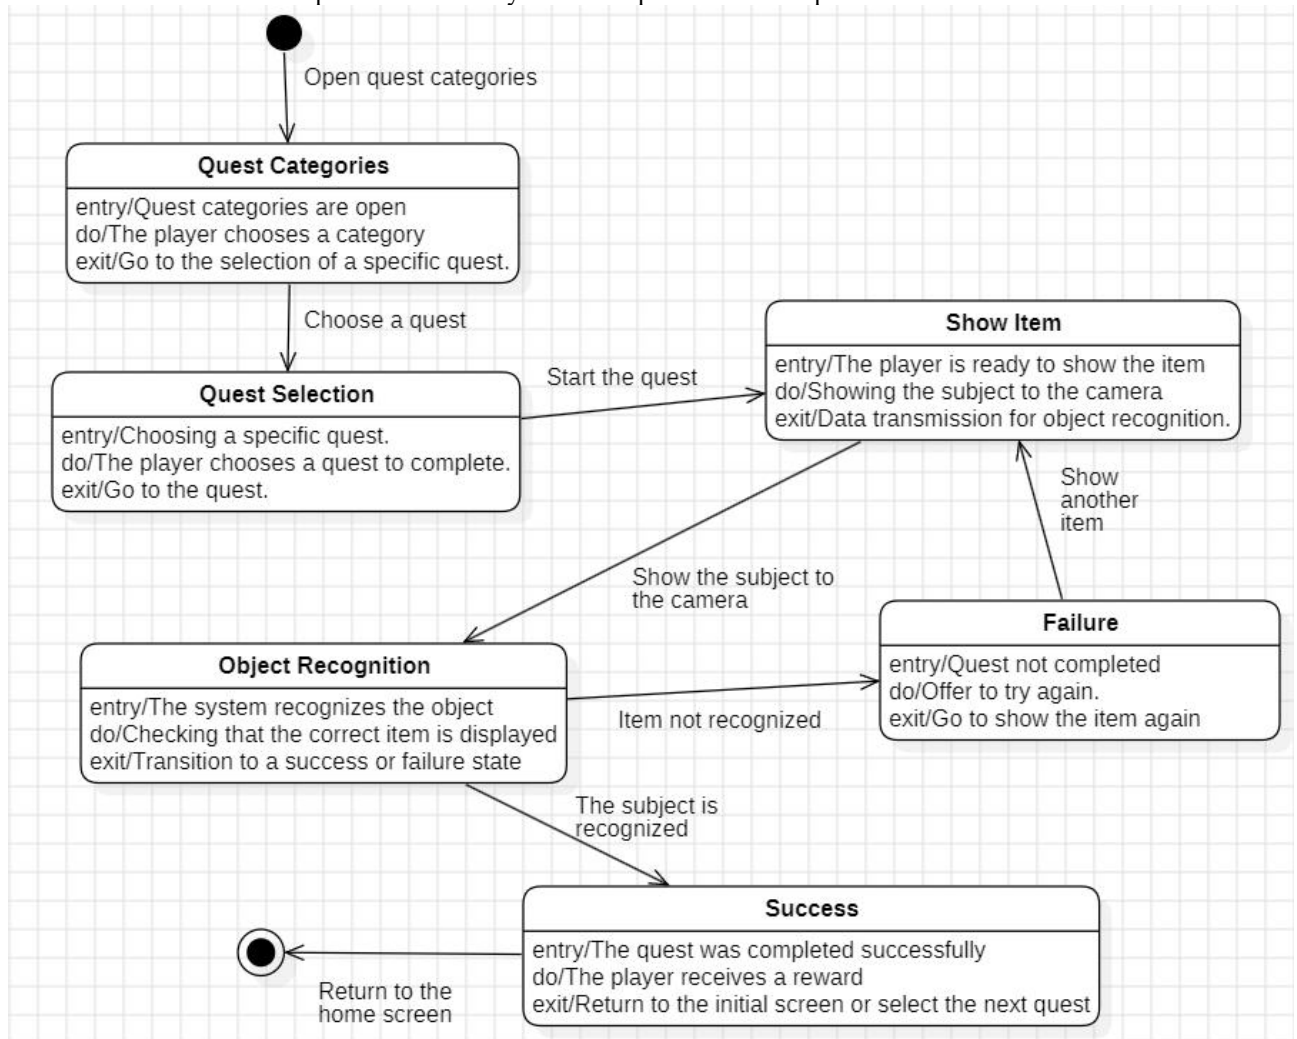 Open quest categories
Quest Categories
entry/Quest categories are open
do/The player chooses a category
exit/Go to the selection of a specific quest.
Choose a quest
Quest Selection
entry/Choosing a specific quest.
do/The player chooses a quest to complete.
exit/Go to the quest.
Start the quest
Show Item
entry/The player is ready to show the item
do/Showing the subject to the camera
exit/Data transmission for object recognition.
Show
another
item
Show the subject to
the camera
Failure
entry/Quest not completed
do/Offer to try again.
exit/Go to show the item again
Object Recognition
entry/The system recognizes the object
do/Checking that the correct item is displayed
exit/Transition to a success or failure state
Item not recognized
The subject is
recognized
Success
entry/The quest was completed successfully
do/The player receives a reward
exit/Return to the initial screen or select the next quest
Return to the
home screen